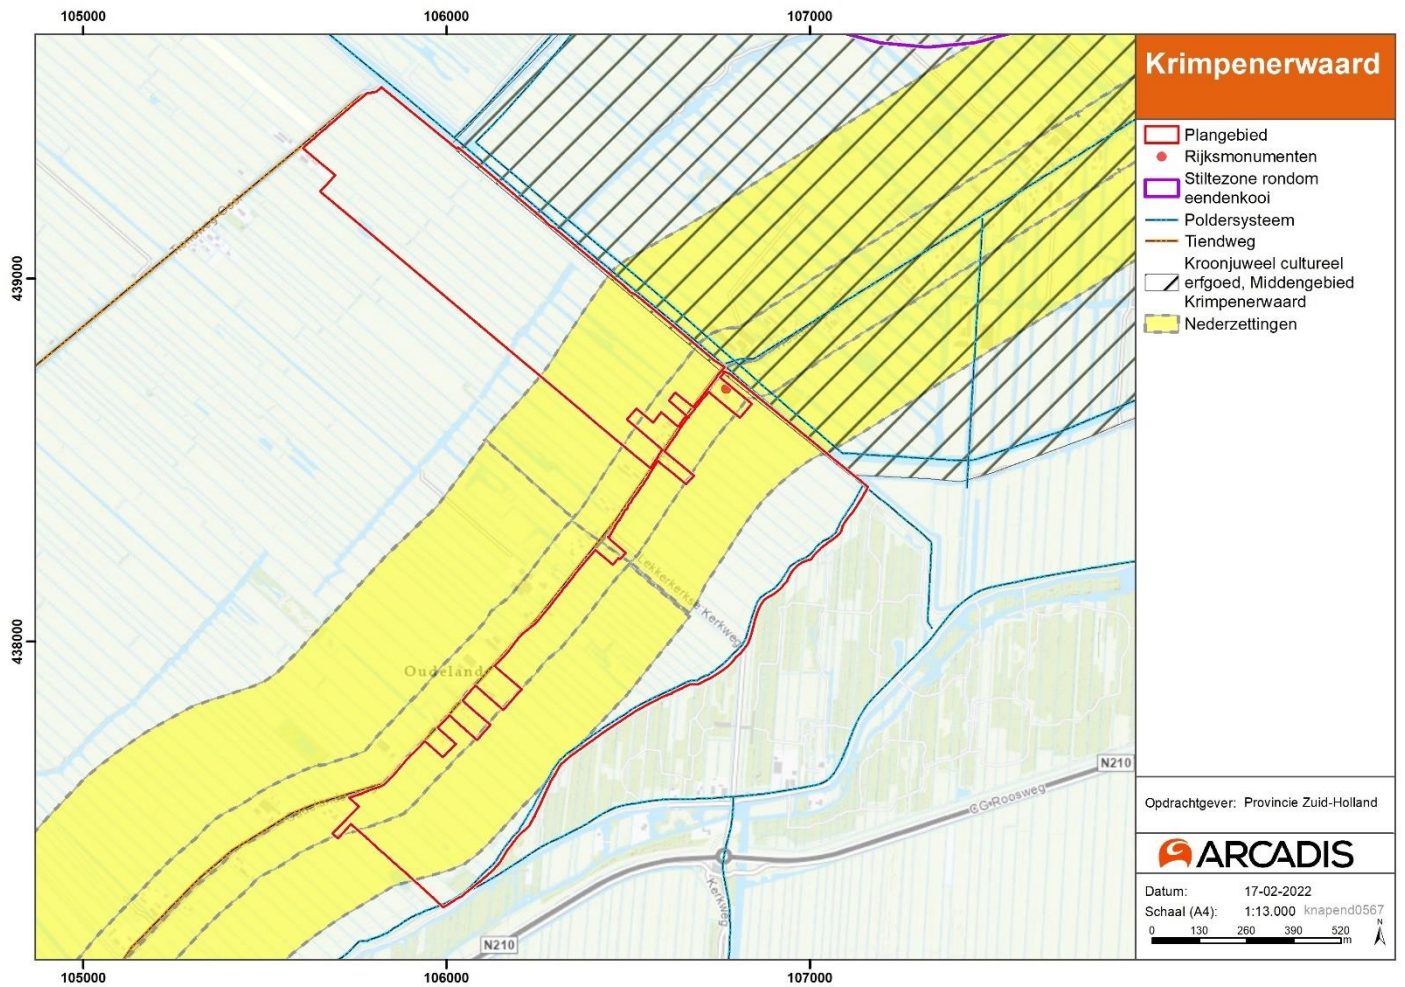 105000
106000
107000
439000
438000
Krimpenerwaard
Plangebied
Rijksmonumenten
Stiltezone rondom
eendenkooi
Poldersysteem
Tiendweg
Kroonjuweel cultureel
erfgoed, Middengebied
Krimpenerwaard
Nederzettingen
Lekkerkerkse Kerkweg
Oudeland
N210
CG-Roosweg
Kerkweg
N210
Opdrachtgever: Provincie Zuid-Holland
ARCADIS
Datum: 17-02-2022
Schaal (A4): 1:13.000 knapend0567
N
0 130 260 390 520
m
105000
106000
107000